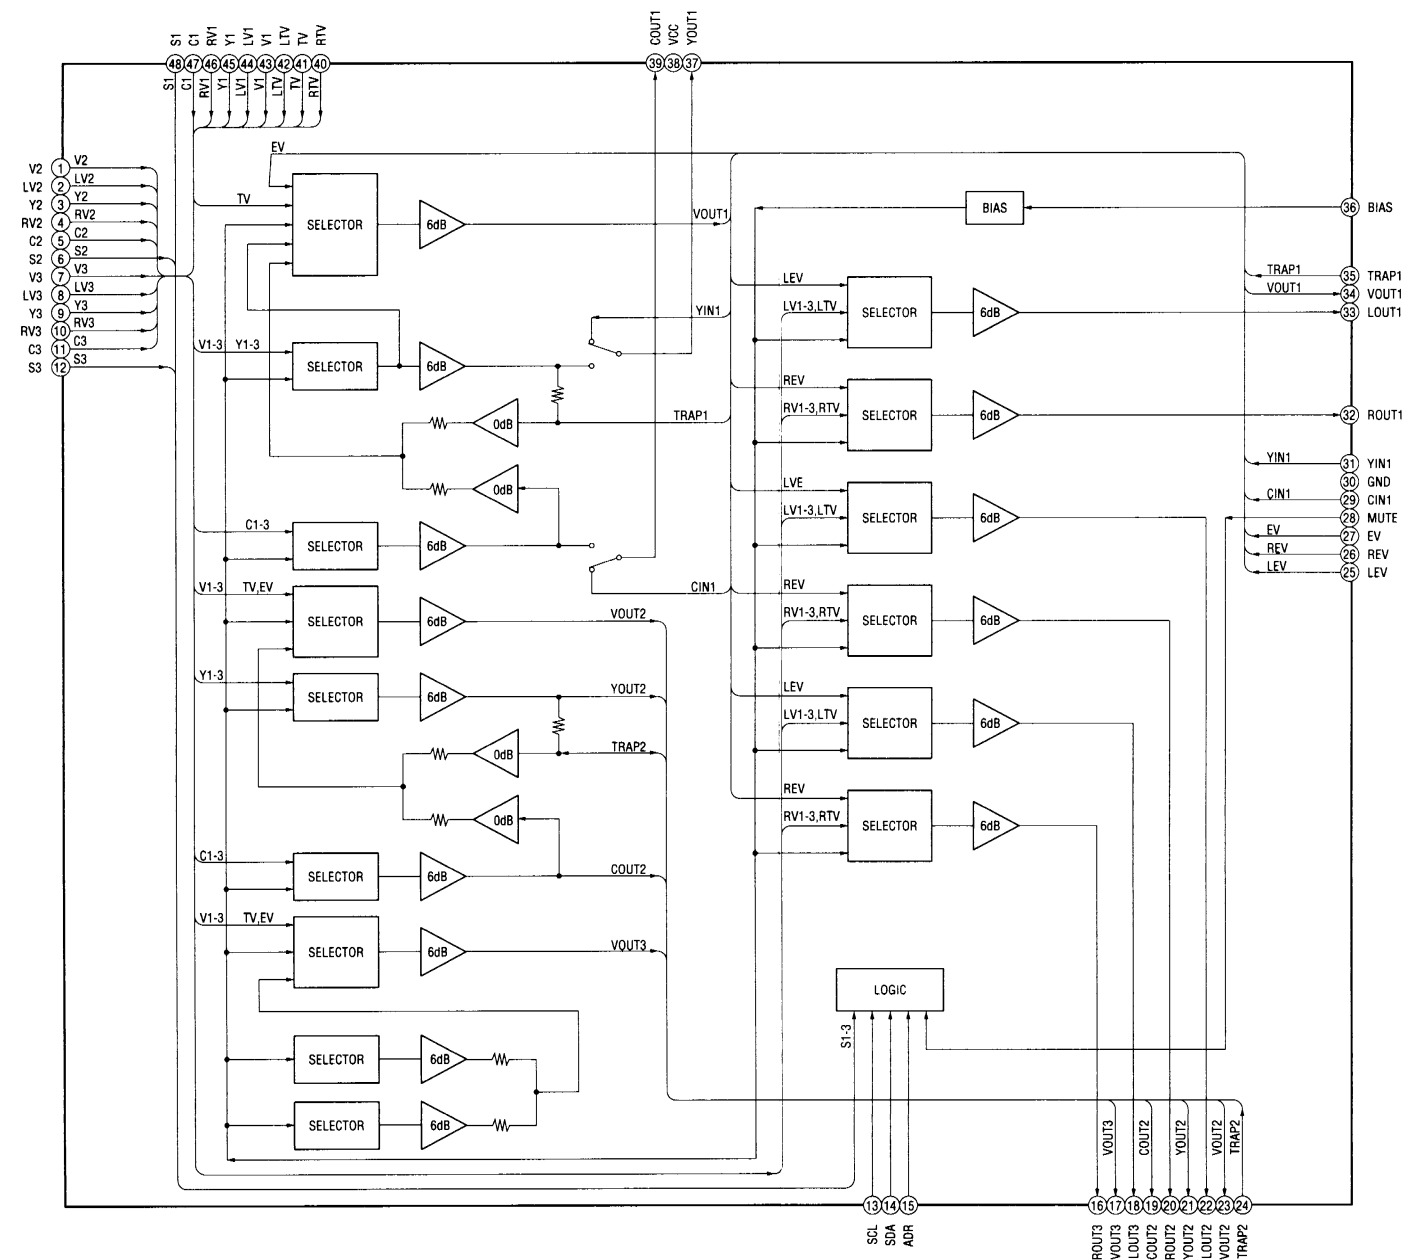 S1 C1 RV1 Y1 LV1 V1 LTV TV RTV
COUT1 VCC YOUT1
48 47 46 45 44 43 42 41 40
39 38 37
S1 C1 RV1 Y1 LV1 V1 LTV TV RTV
V2 1 V2
LV2 2 LV2
Y2 3 Y2
RV2 4 RV2
C2 5 C2
S2 6 S2
V3 7 V3
LV3 8 LV3
Y3 9 Y3
RV3 10 RV3
C3 11 C3
S3 12 S3
EV
TV
SELECTOR
6dB
VOUT1
V1-3 Y1-3
SELECTOR
6dB
YIN1
0dB
TRAP1
0dB
C1-3
SELECTOR
6dB
CIN1
V1-3 TV,EV
SELECTOR
6dB
VOUT2
Y1-3
SELECTOR
6dB
YOUT2
0dB
TRAP2
0dB
C1-3
SELECTOR
6dB
COUT2
V1-3 TV,EV
SELECTOR
6dB
VOUT3
SELECTOR
6dB
SELECTOR
6dB
BIAS
LEV
LV1-3,LTV
SELECTOR
6dB
REV
RV1-3,RTV
SELECTOR
6dB
LVE
LV1-3,LTV
SELECTOR
6dB
REV
RV1-3,RTV
SELECTOR
6dB
LEV
LV1-3,LTV
SELECTOR
6dB
REV
RV1-3,RTV
SELECTOR
6dB
LOGIC
S1-3
36 BIAS
TRAP1 35 TRAP1
VOUT1 34 VOUT1
33 LOUT1
32 ROUT1
YIN1 31 YIN1
30 GND
CIN1 29 CIN1
28 MUTE
EV 27 EV
REV 26 REV
LEV 25 LEV
VOUT3 COUT2 YOUT2 VOUT2 TRAP2
13 14 15
16 17 18 19 20 21 22 23 24
SCL SDA ADR
ROUT3 VOUT3 LOUT3 COUT2 ROUT2 YOUT2 LOUT2 VOUT2 TRAP2